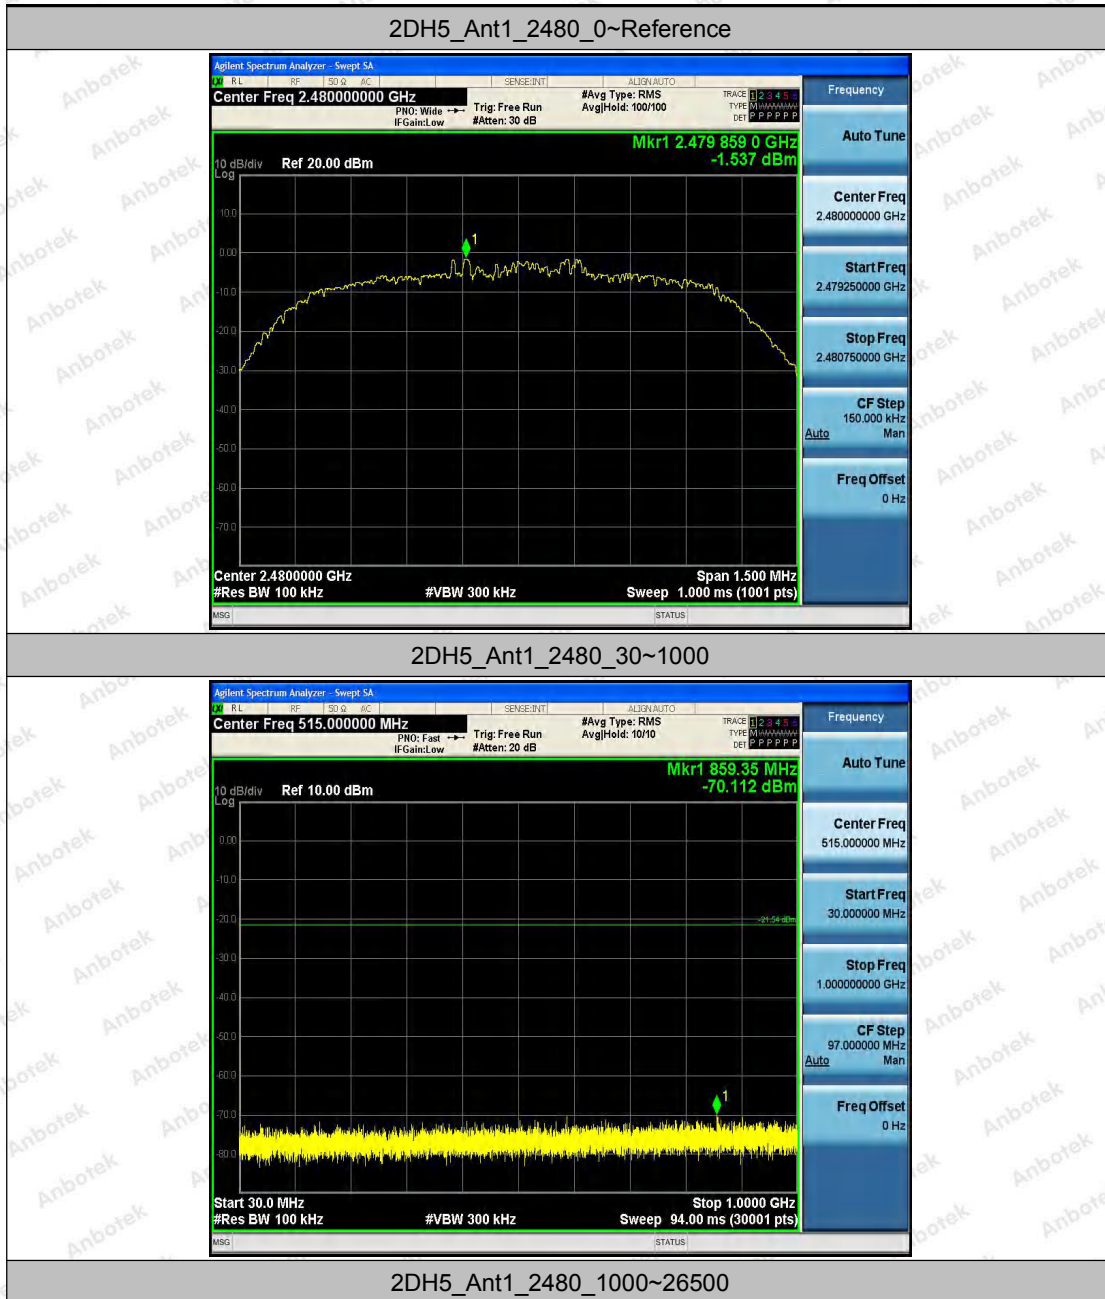 2DH5_Ant1_2480_0~Reference
Agilent Spectrum Analyzer - Swept SA
RL RF 50 Ω AC SENSE:INT ALIGN AUTO
Center Freq 2.480000000 GHz
PNO: Wide
IFGain:Low
Trig: Free Run
#Atten: 30 dB
#Avg Type: RMS
Avg|Hold: 100/100
TRACE 1 2 3 4 5 6
TYPE M
DET P P P P P P
Mkr1 2.479 859 0 GHz
-1.537 dBm
10 dB/div Ref 20.00 dBm
Log
10.0
0.00
-10.0
-20.0
-30.0
-40.0
-50.0
-60.0
-70.0
1
Center 2.4800000 GHz Span 1.500 MHz
#Res BW 100 kHz #VBW 300 kHz Sweep 1.000 ms (1001 pts)
MSG STATUS
Frequency
Auto Tune
Center Freq
2.480000000 GHz
Start Freq
2.479250000 GHz
Stop Freq
2.480750000 GHz
CF Step
150.000 kHz
Auto Man
Freq Offset
0 Hz
2DH5_Ant1_2480_30~1000
Agilent Spectrum Analyzer - Swept SA
RL RF 50 Ω AC SENSE:INT ALIGN AUTO
Center Freq 515.000000 MHz
PNO: Fast
IFGain:Low
Trig: Free Run
#Atten: 20 dB
#Avg Type: RMS
Avg|Hold: 10/10
TRACE 1 2 3 4 5 6
TYPE M
DET P P P P P P
Mkr1 859.35 MHz
-70.112 dBm
10 dB/div Ref 10.00 dBm
Log
0.00
-10.0
-20.0
-30.0
-40.0
-50.0
-60.0
-70.0
-80.0
-21.54 dBm
1
Start 30.0 MHz Stop 1.0000 GHz
#Res BW 100 kHz #VBW 300 kHz Sweep 94.00 ms (30001 pts)
MSG STATUS
Frequency
Auto Tune
Center Freq
515.000000 MHz
Start Freq
30.000000 MHz
Stop Freq
1.000000000 GHz
CF Step
97.000000 MHz
Auto Man
Freq Offset
0 Hz
2DH5_Ant1_2480_1000~26500
Anbotek